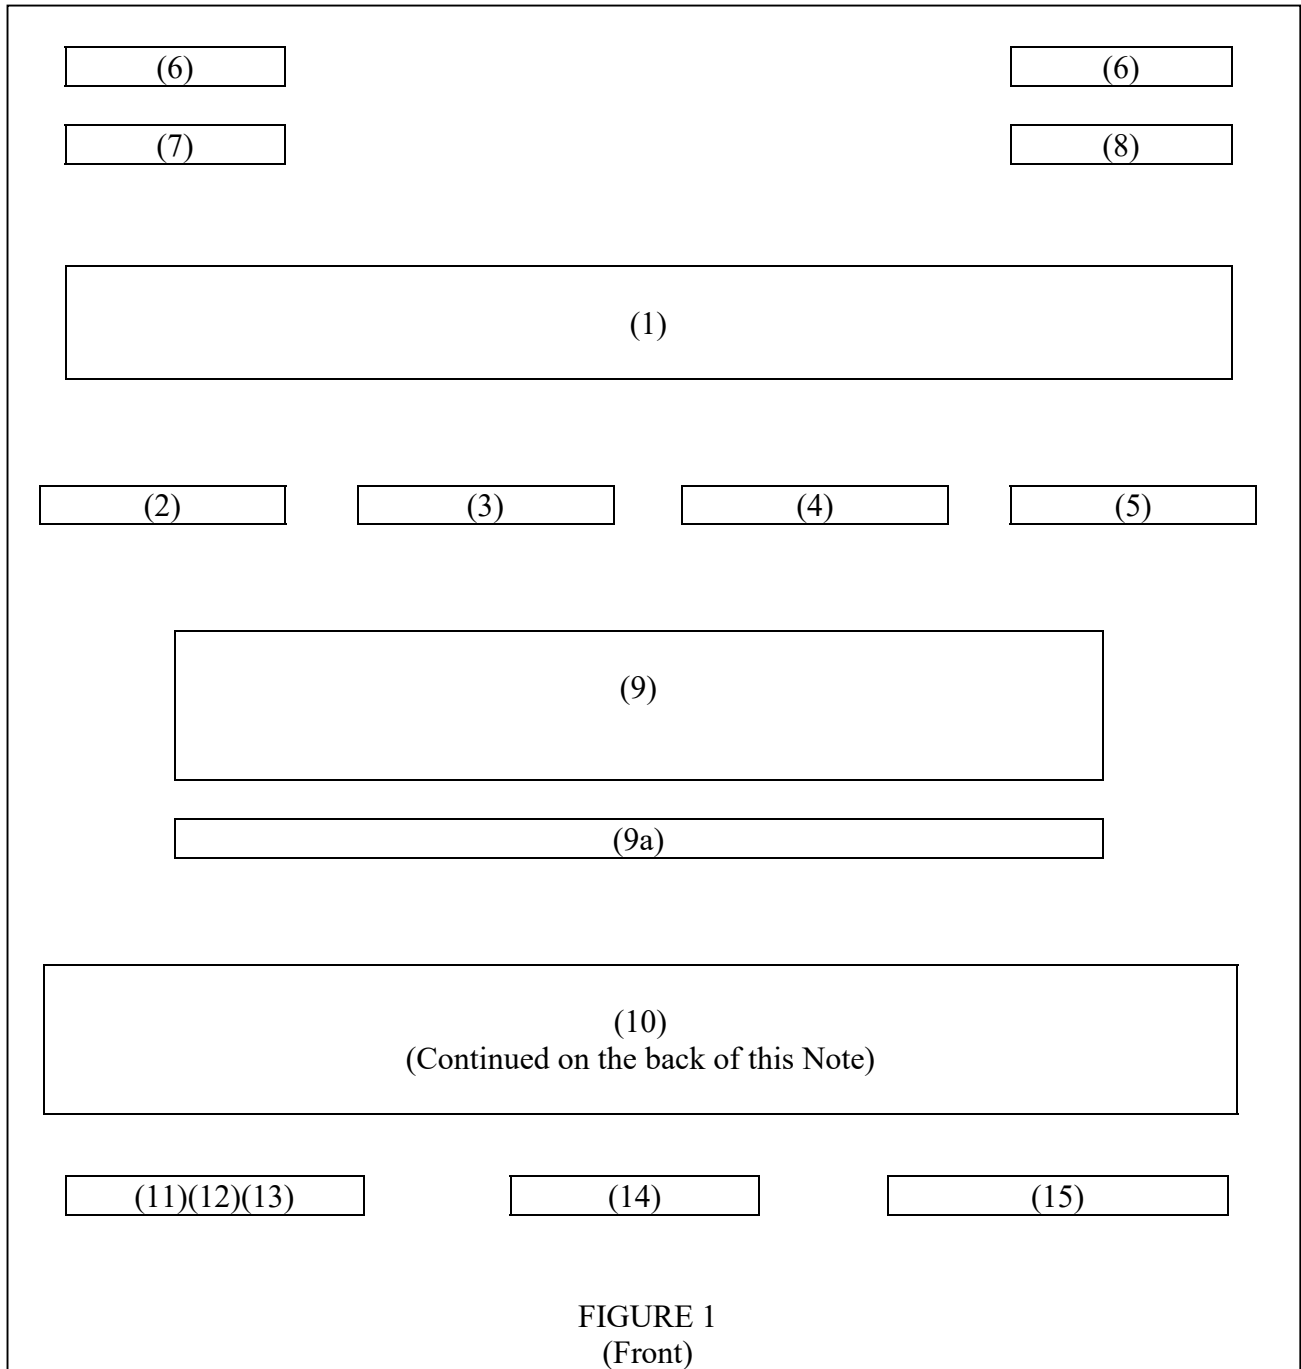 (6) (6)
(7) (8)
(1)
(2) (3) (4) (5)
(9)
(9a)
(10)
(Continued on the back of this Note)
(11)(12)(13) (14) (15)
FIGURE 1
(Front)